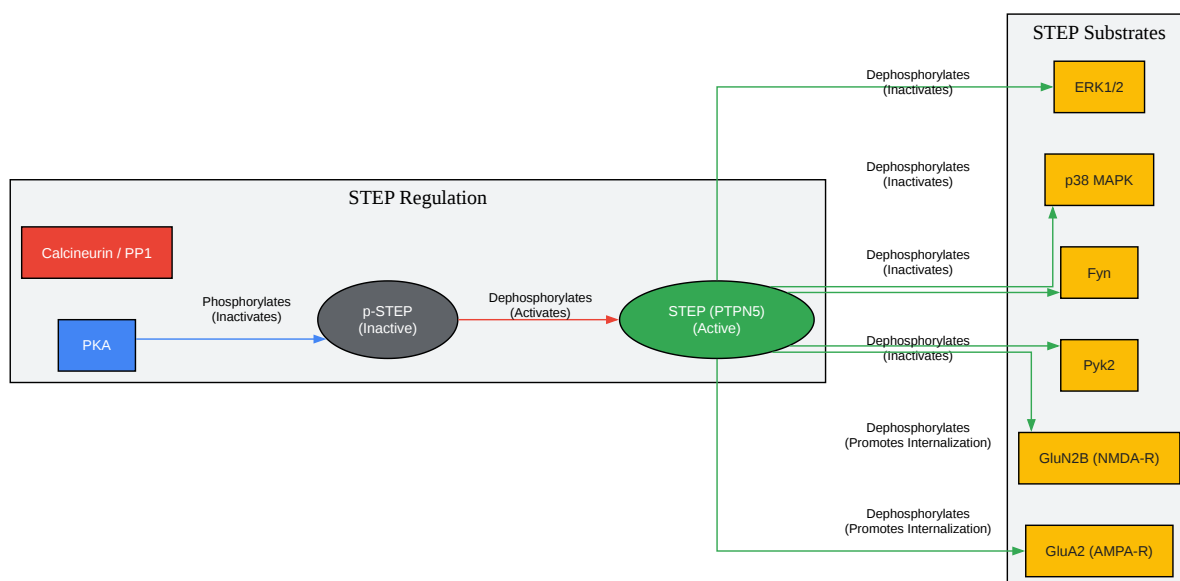 STEP Substrates
Dephosphorylates
(Inactivates)
ERK1/2
Dephosphorylates
(Inactivates)
p38 MAPK
STEP Regulation
Calcineurin / PP1
Dephosphorylates
(Inactivates)
Fyn
Phosphorylates
(Inactivates)
PKA
p-STEP
(Inactive)
Dephosphorylates
(Activates)
STEP (PTPN5)
(Active)
Dephosphorylates
(Inactivates)
Pyk2
Dephosphorylates
(Promotes Internalization)
GluN2B (NMDA-R)
Dephosphorylates
(Promotes Internalization)
GluA2 (AMPA-R)